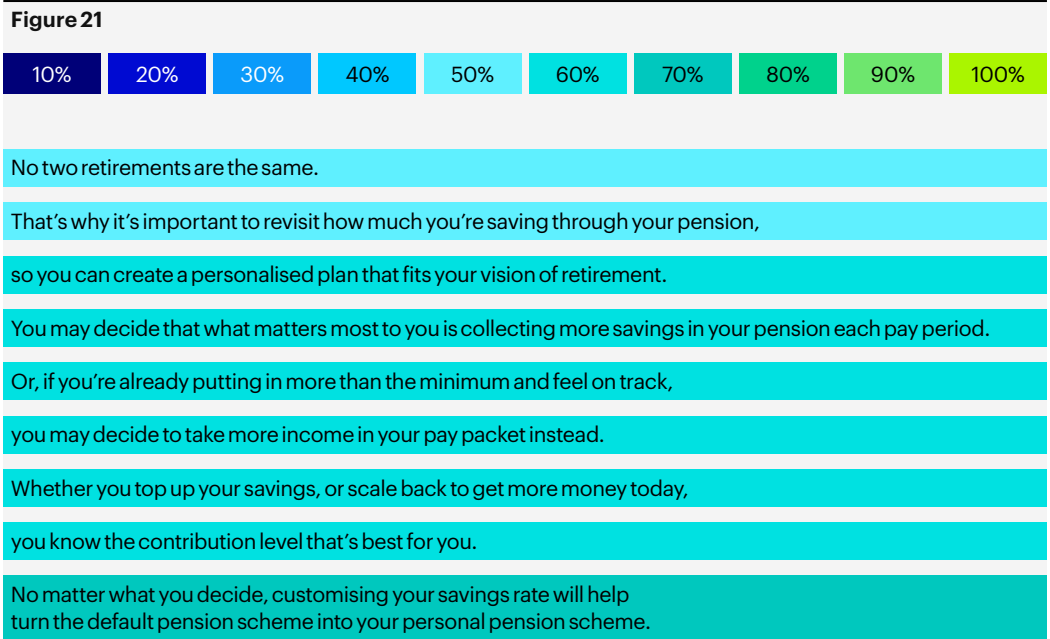 Figure 21
10% 20% 30% 40% 50% 60% 70% 80% 90% 100%
No two retirements are the same.
That’s why it’s important to revisit how much you’re saving through your pension,
so you can create a personalised plan that fits your vision of retirement.
You may decide that what matters most to you is collecting more savings in your pension each pay period.
Or, if you’re already putting in more than the minimum and feel on track,
you may decide to take more income in your pay packet instead.
Whether you top up your savings, or scale back to get more money today,
you know the contribution level that’s best for you.
No matter what you decide, customising your savings rate will help
turn the default pension scheme into your personal pension scheme.